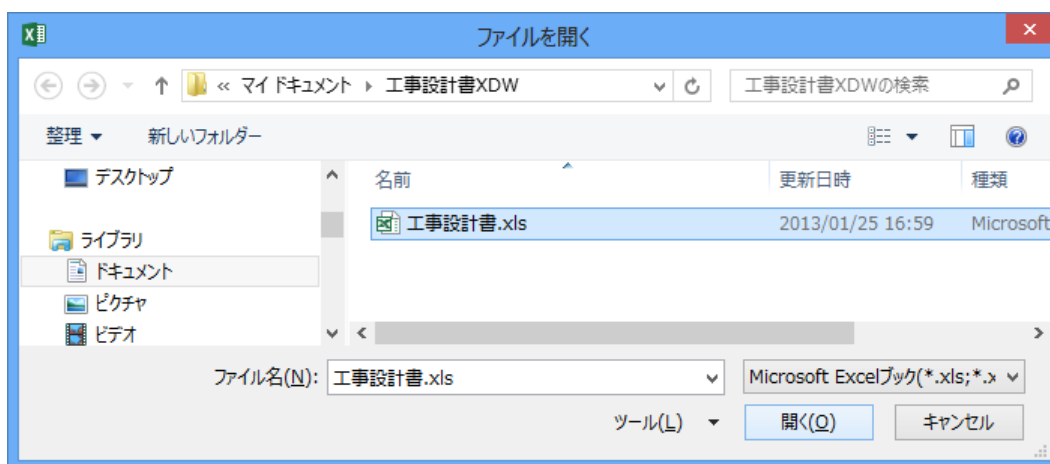 ファイルを開く
« マイ ドキュメント ▸ 工事設計書XDW
工事設計書XDWの検索
整理 ▼ 新しいフォルダー
デスクトップ
ライブラリ
ドキュメント
ピクチャ
ビデオ
名前 更新日時 種類
工事設計書.xls 2013/01/25 16:59 Microsoft
ファイル名(N): 工事設計書.xls
Microsoft Excelブック(*.xls;*.x
ツール(L) ▼ 開く(O) キャンセル